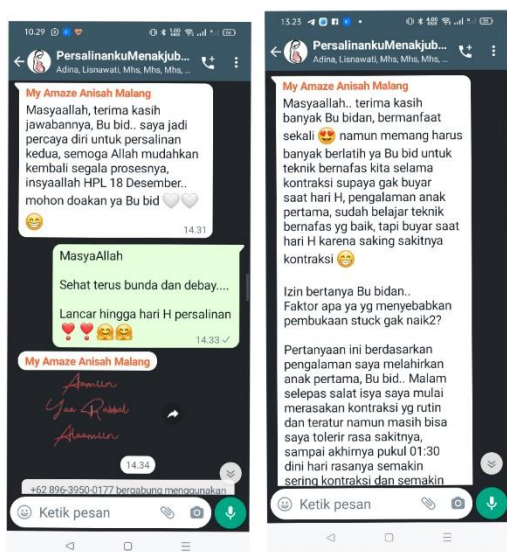 10.29
PersalinankuMenakjub...
Adina, Lisnawati, Mhs, Mhs, Mhs, ...
My Amaze Anisah Malang
Masyaallah, terima kasih
jawabannya, Bu bid.. saya jadi
percaya diri untuk persalinan
kedua, semoga Allah mudahkan
kembali segala prosesnya,
insyaallah HPL 18 Desember..
mohon doakan ya Bu bid 🤍🤍
😁
14.31
MasyaAllah
Sehat terus bunda dan debay....
Lancar hingga hari H persalinan
❣️❣️🤗🤗
14.33
My Amaze Anisah Malang
Aamiin
Yaa Rabbal
Alaamiin
14.34
+62 896-3950-0177 bergabung menggunakan
Ketik pesan
13.23
PersalinankuMenakjub...
Adina, Lisnawati, Mhs, Mhs, Mhs, ...
My Amaze Anisah Malang
Masyaallah.. terima kasih
banyak Bu bidan, bermanfaat
sekali 😍 namun memang harus
banyak berlatih ya Bu bid untuk
teknik bernafas kita selama
kontraksi supaya gak buyar
saat hari H, pengalaman anak
pertama, sudah belajar teknik
bernafas yg baik, tapi buyar saat
hari H karena saking sakitnya
kontraksi 😁
Izin bertanya Bu bidan..
Faktor apa ya yg menyebabkan
pembukaan stuck gak naik2?
Pertanyaan ini berdasarkan
pengalaman saya melahirkan
anak pertama, Bu bid.. Malam
selepas salat isya saya mulai
merasakan kontraksi yg rutin
dan teratur namun masih bisa
saya tolerir rasa sakitnya,
sampai akhirnya pukul 01:30
dini hari rasanya semakin
sering kontraksi dan semakin
Ketik pesan